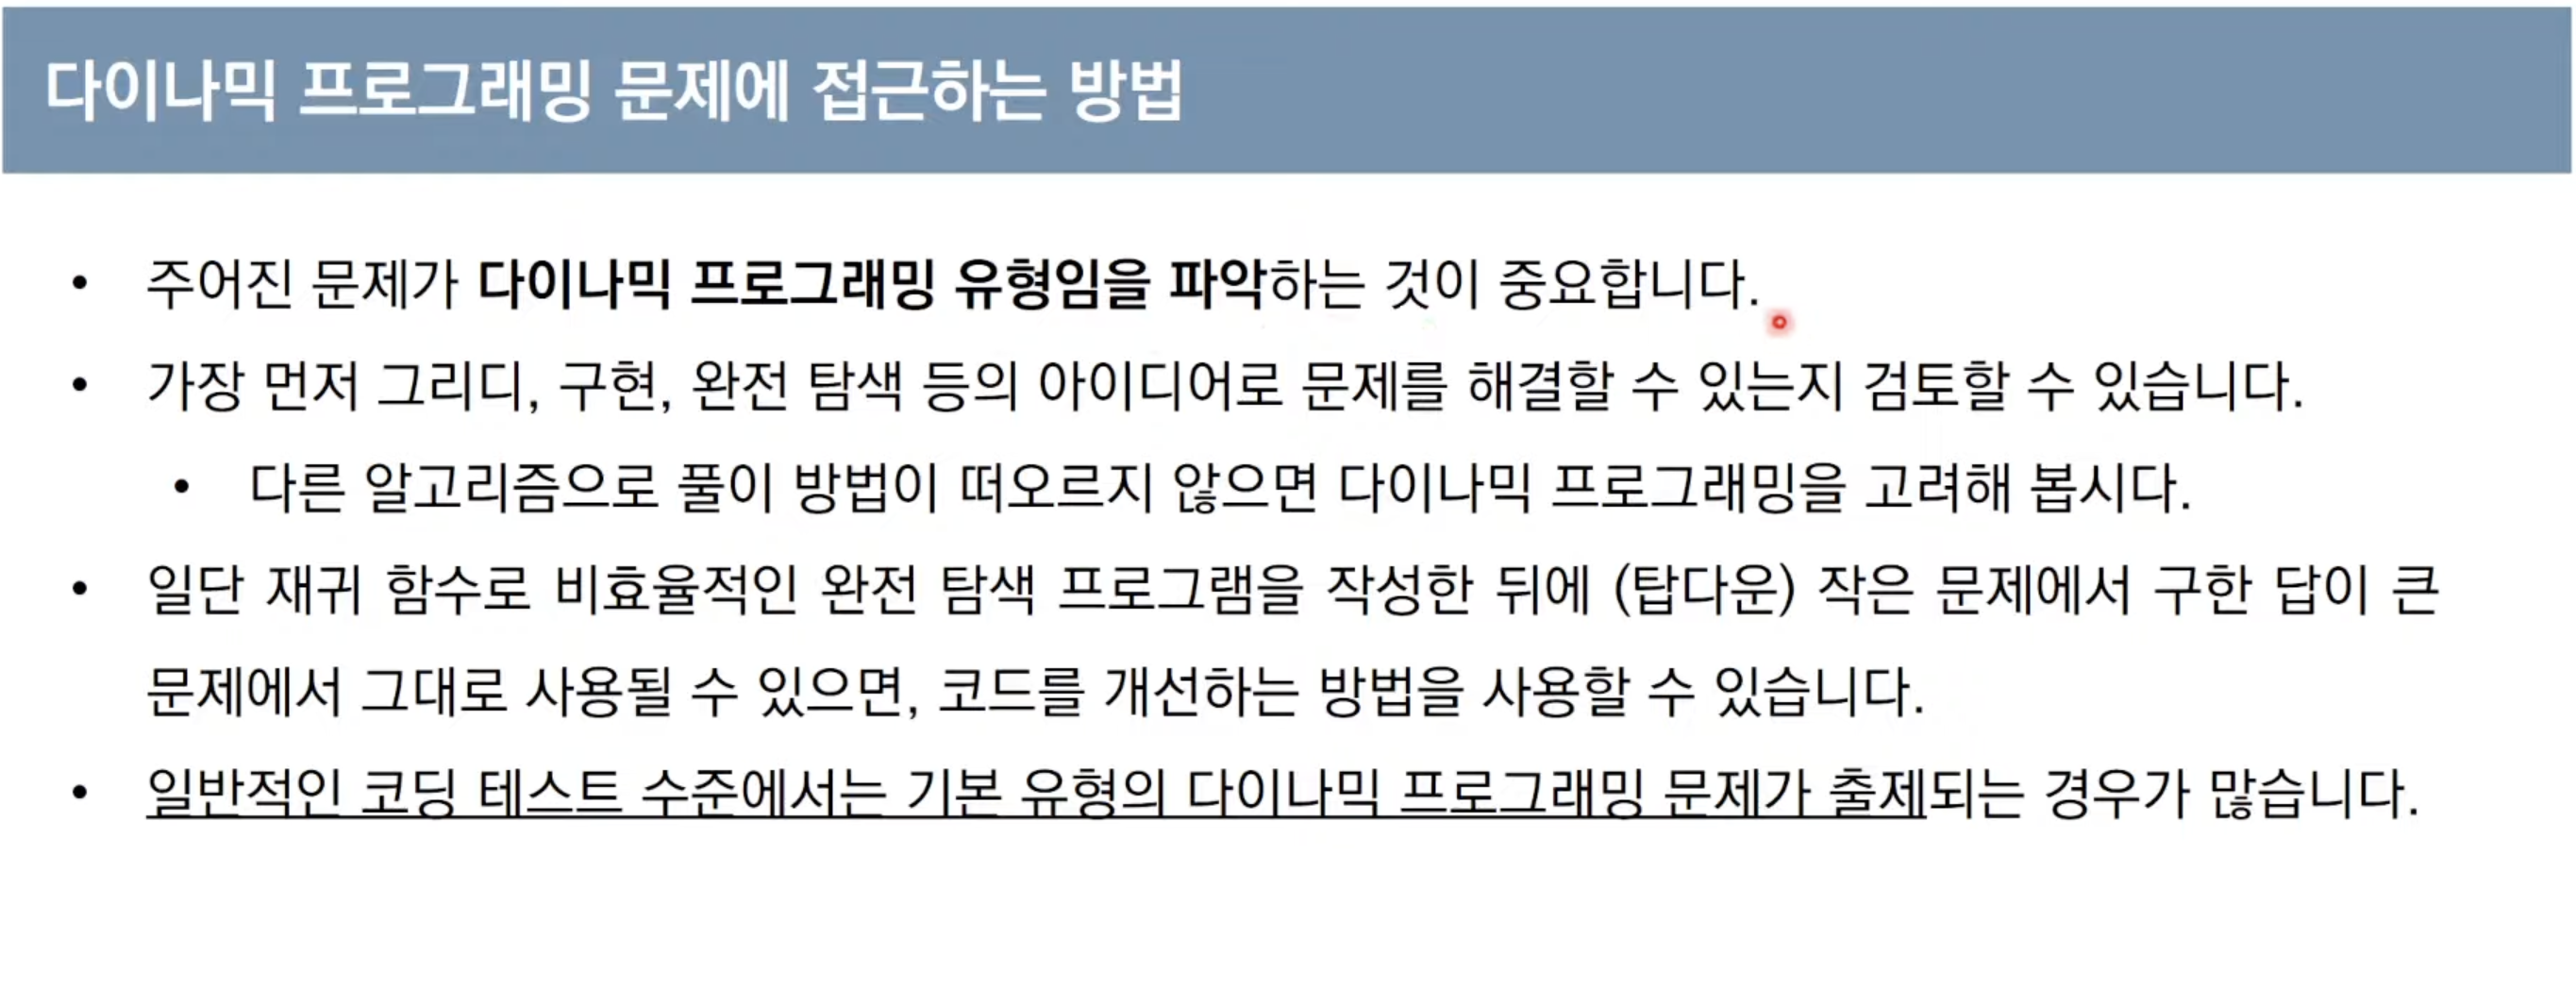 다이나믹 프로그래밍 문제에 접근하는 방법
• 주어진 문제가 다이나믹 프로그래밍 유형임을 파악하는 것이 중요합니다.
• 가장 먼저 그리디, 구현, 완전 탐색 등의 아이디어로 문제를 해결할 수 있는지 검토할 수 있습니다.
• 다른 알고리즘으로 풀이 방법이 떠오르지 않으면 다이나믹 프로그래밍을 고려해 봅시다.
• 일단 재귀 함수로 비효율적인 완전 탐색 프로그램을 작성한 뒤에 (탑다운) 작은 문제에서 구한 답이 큰
문제에서 그대로 사용될 수 있으면, 코드를 개선하는 방법을 사용할 수 있습니다.
• 일반적인 코딩 테스트 수준에서는 기본 유형의 다이나믹 프로그래밍 문제가 출제되는 경우가 많습니다.